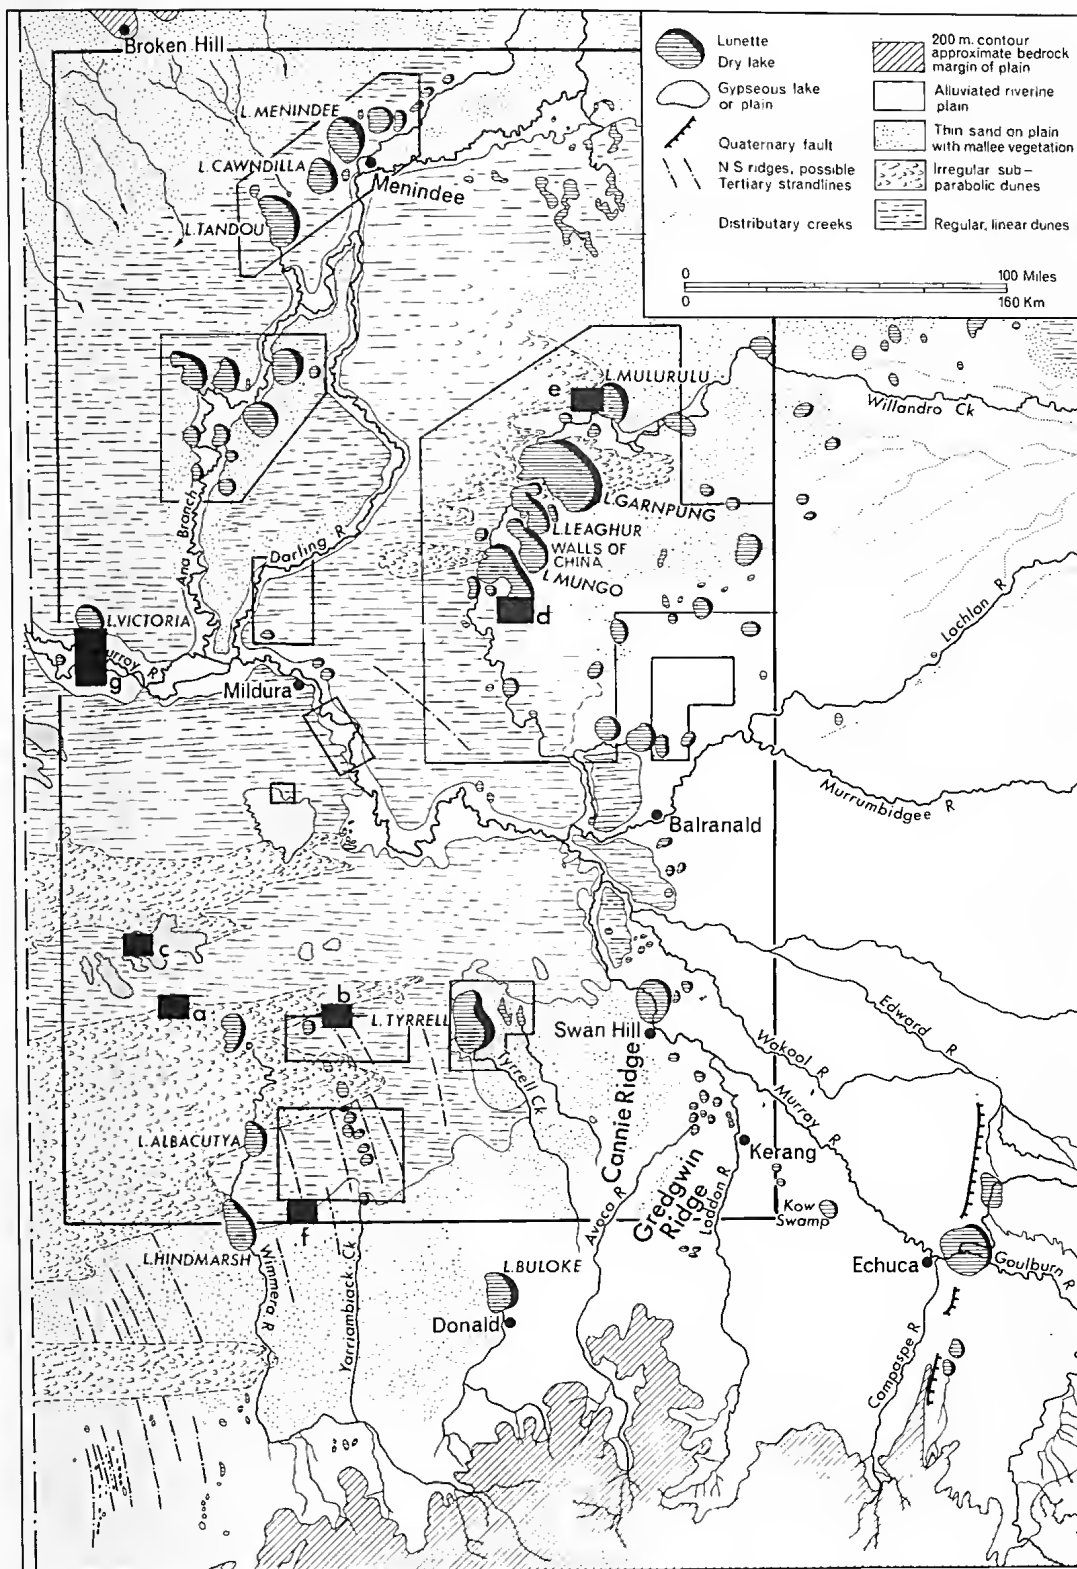 Broken Hill
L. MENINDEE
L. CAWNDILLA
Menindee
L. TANDOU
Lunette
Dry lake
Gypseous lake
or plain
Quaternary fault
N S ridges, possible
Tertiary strandlines
Distributary creeks
200 m. contour
approximate bedrock
margin of plain
Alluviated riverine
plain
Thin sand on plain
with mallee vegetation
Irregular sub-
parabolic dunes
Regular, linear dunes
0 100 Miles
0 160 Km
L. MULURULU
e
Willandro Ck
L. GARNPUNG
L. LEAGHUR
WALLS OF
CHINA
L. MUNGO
d
Ana Branch
Darling R
Lachlan R
L. VICTORIA
Murray R
g
Mildura
Murrumbidgee R
Balranald
c
a
b
L. TYRRELL
Tyrrell Ck
Swan Hill
Cannie Ridge
Wakool R
Edward R
Murray R
L. ALBACUTYA
Kerang
Avoca R
Gredgwin
Ridge
Loddon R
Kow
Swamp
f
L. HINDMARSH
Wimmera R
Yarriambiack Ck
L. BULOKE
Donald
Echuca
Goulburn R
Campaspe R